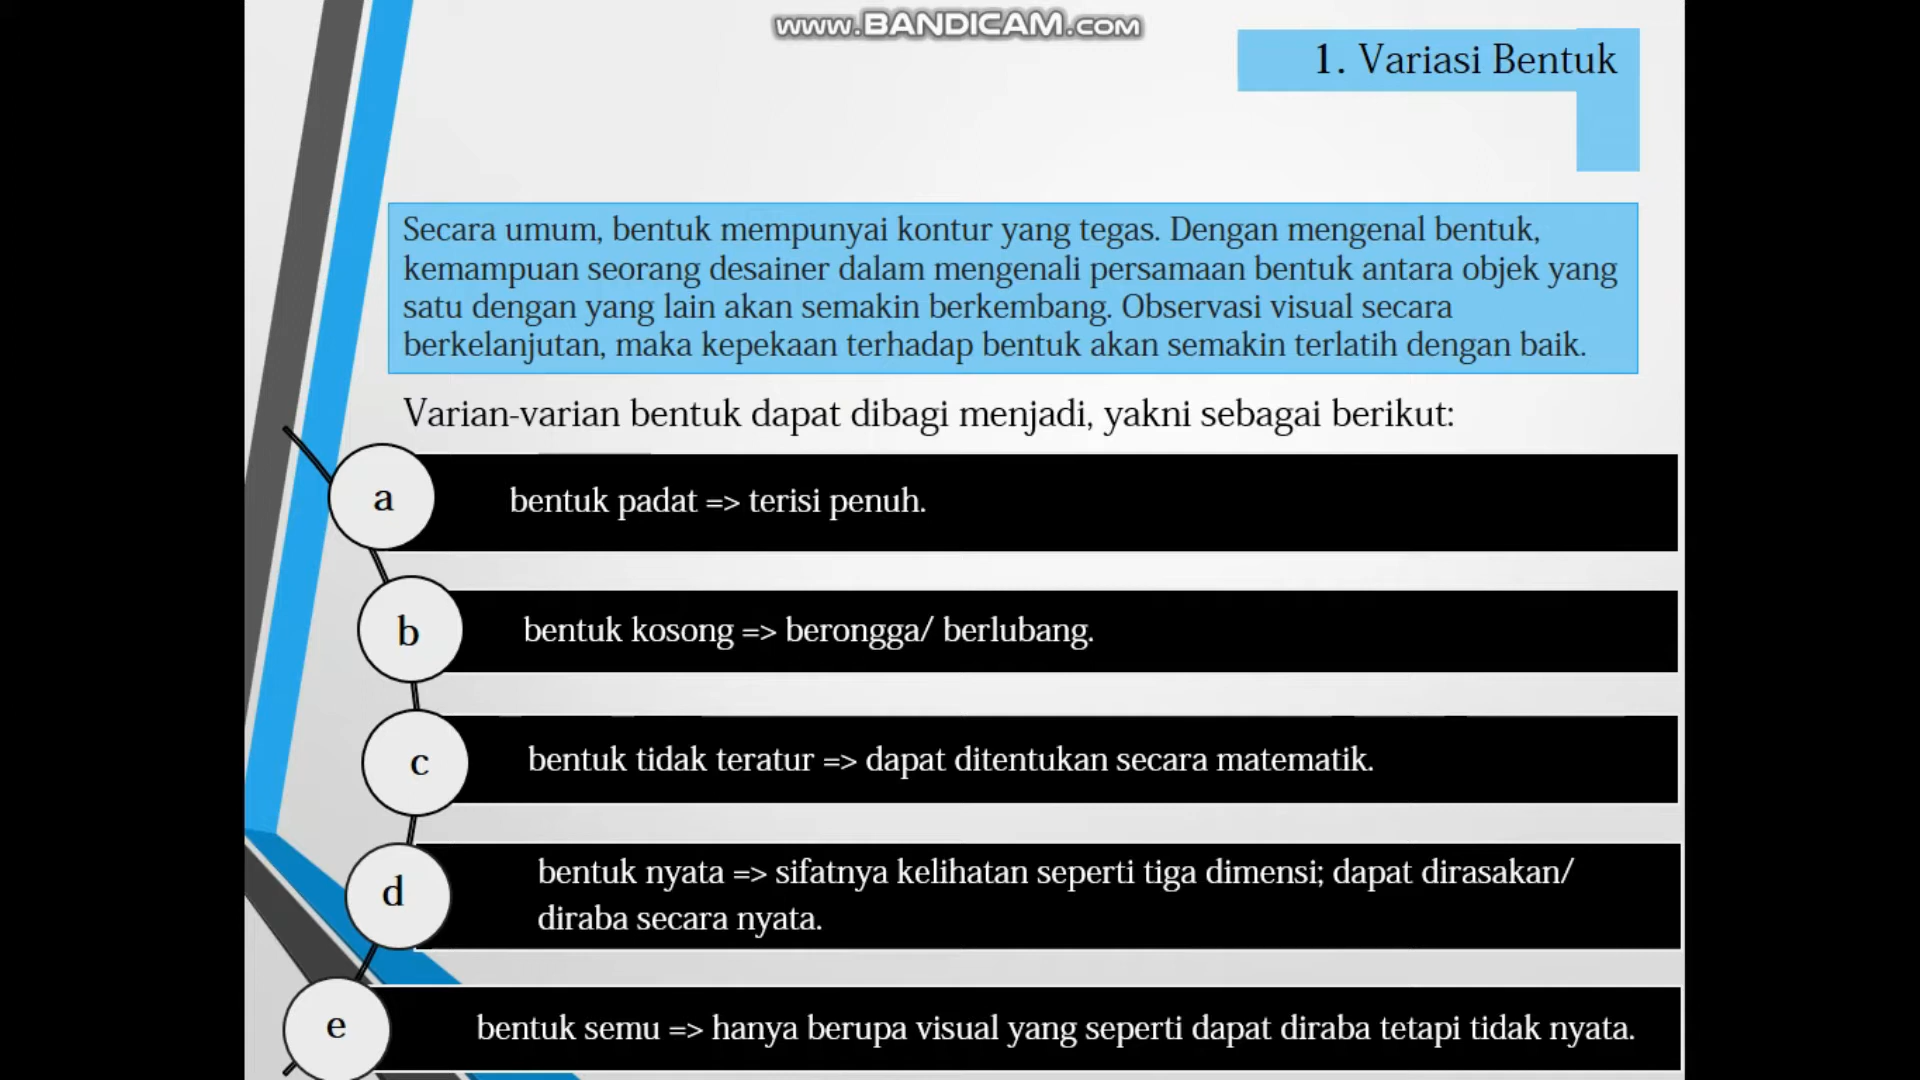 www.BANDICAM.COM
1. Variasi Bentuk
Secara umum, bentuk mempunyai kontur yang tegas. Dengan mengenal bentuk,
kemampuan seorang desainer dalam mengenali persamaan bentuk antara objek yang
satu dengan yang lain akan semakin berkembang. Observasi visual secara
berkelanjutan, maka kepekaan terhadap bentuk akan semakin terlatih dengan baik.
Varian-varian bentuk dapat dibagi menjadi, yakni sebagai berikut:
a
bentuk padat => terisi penuh.
b
bentuk kosong => berongga/ berlubang.
c
bentuk tidak teratur => dapat ditentukan secara matematik.
d
bentuk nyata => sifatnya kelihatan seperti tiga dimensi; dapat dirasakan/
diraba secara nyata.
e
bentuk semu => hanya berupa visual yang seperti dapat diraba tetapi tidak nyata.